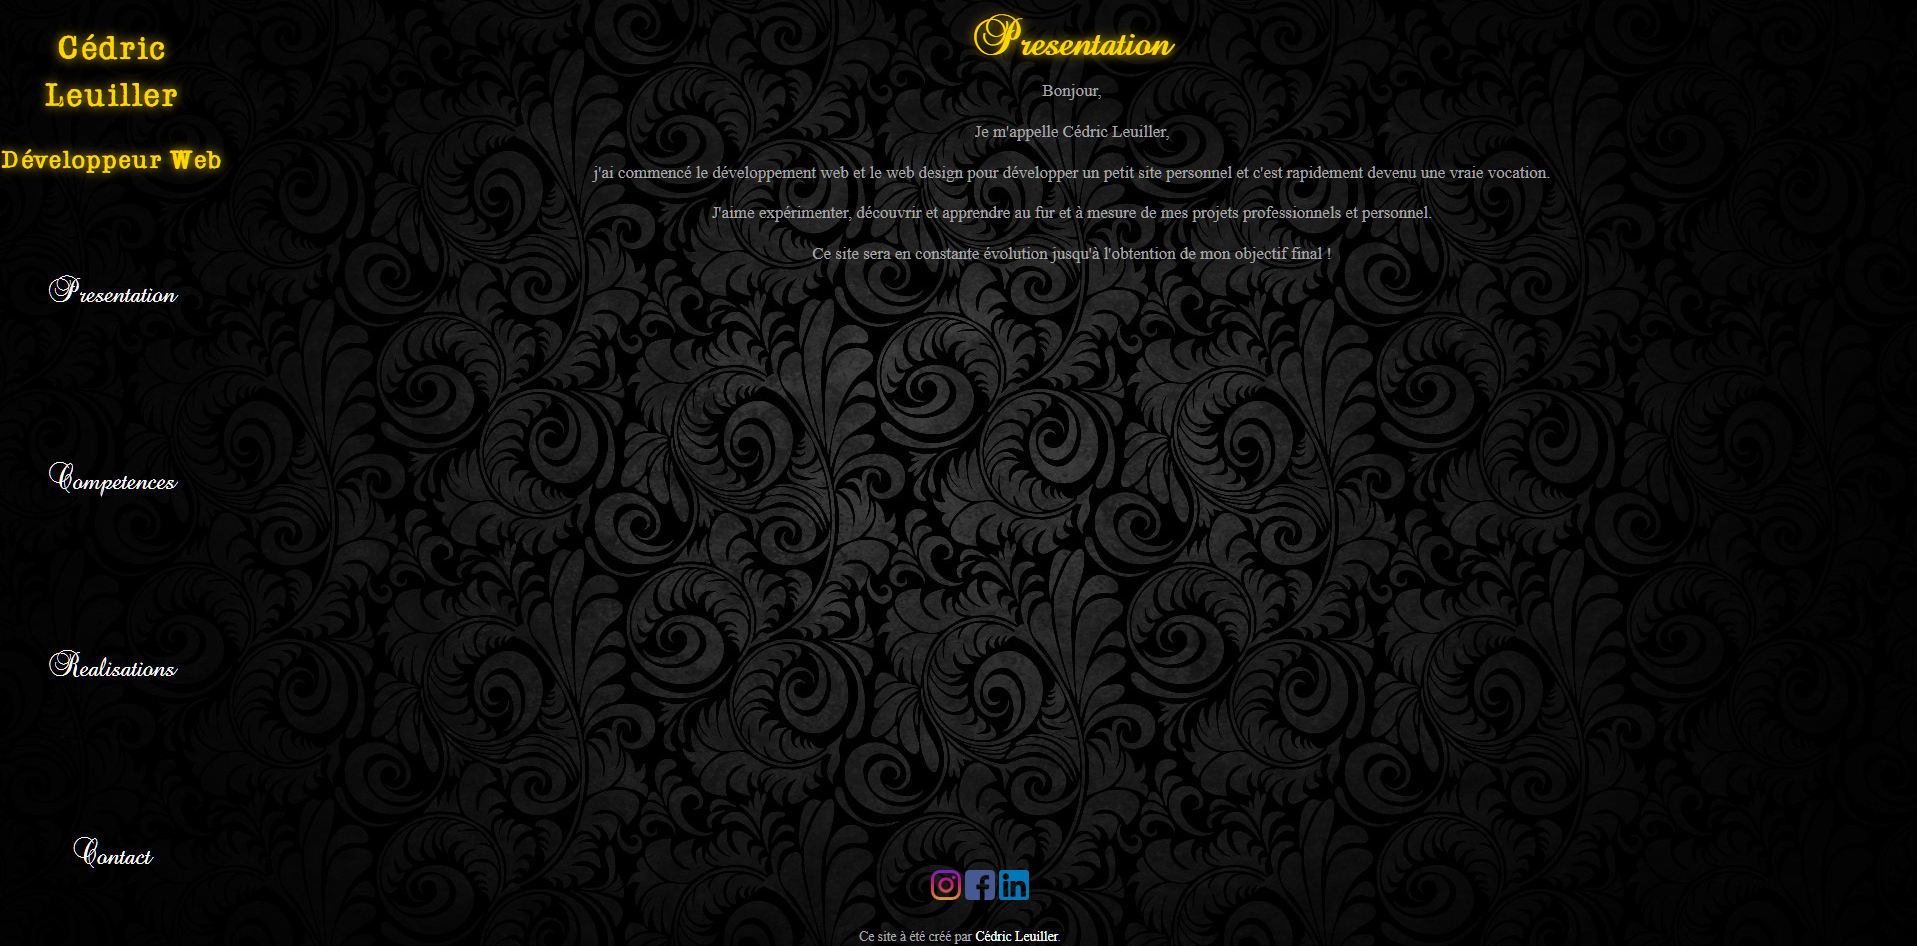 Cédric
Leuiller
Développeur Web
Presentation
Competences
Realisations
Contact
Presentation
Bonjour,
Je m'appelle Cédric Leuiller,
j'ai commencé le développement web et le web design pour développer un petit site personnel et c'est rapidement devenu une vraie vocation.
J'aime expérimenter, découvrir et apprendre au fur et à mesure de mes projets professionnels et personnel.
Ce site sera en constante évolution jusqu'à l'obtention de mon objectif final !
Ce site à été créé par Cédric Leuiller.